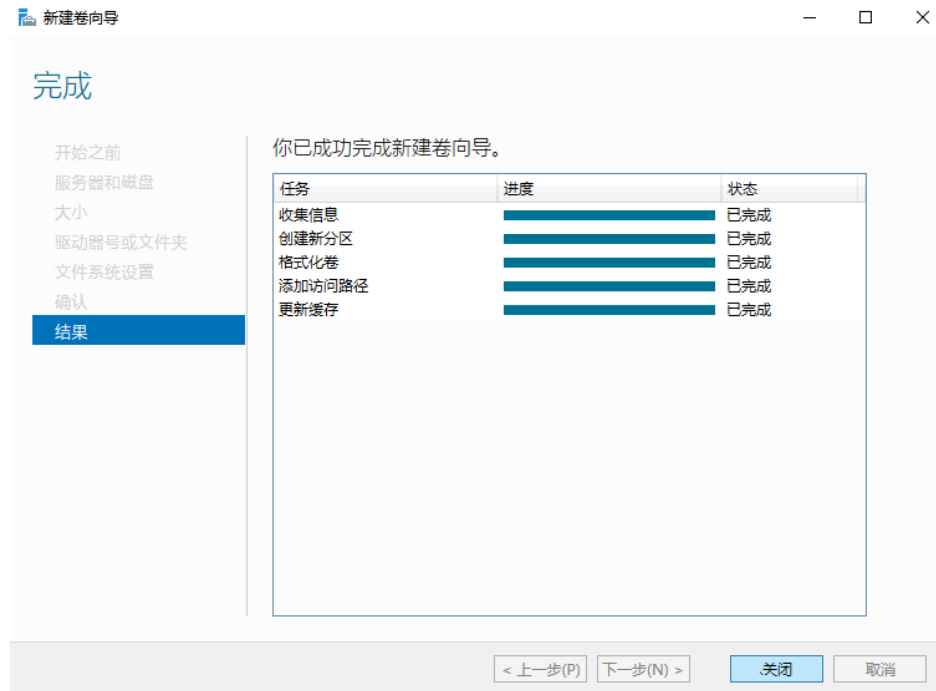 新建卷向导
完成
开始之前
服务器和磁盘
大小
驱动器号或文件夹
文件系统设置
确认
结果
你已成功完成新建卷向导。
任务 进度 状态
收集信息 已完成
创建新分区 已完成
格式化卷 已完成
添加访问路径 已完成
更新缓存 已完成
< 上一步(P) 下一步(N) > 关闭 取消